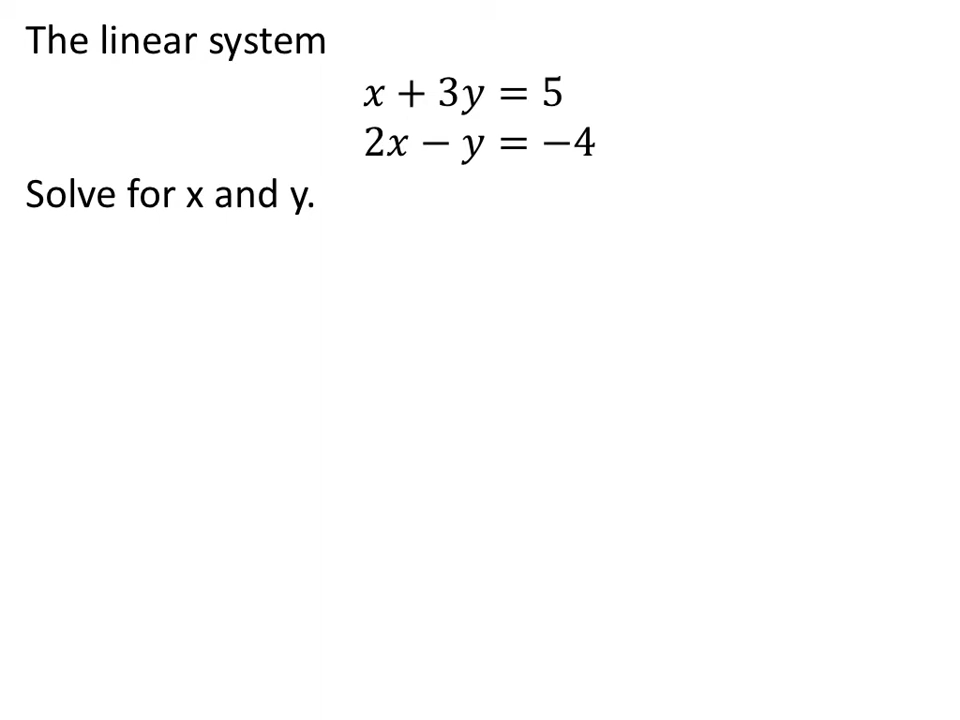 The linear system
x + 3y = 5
2x − y = −4
Solve for x and y.